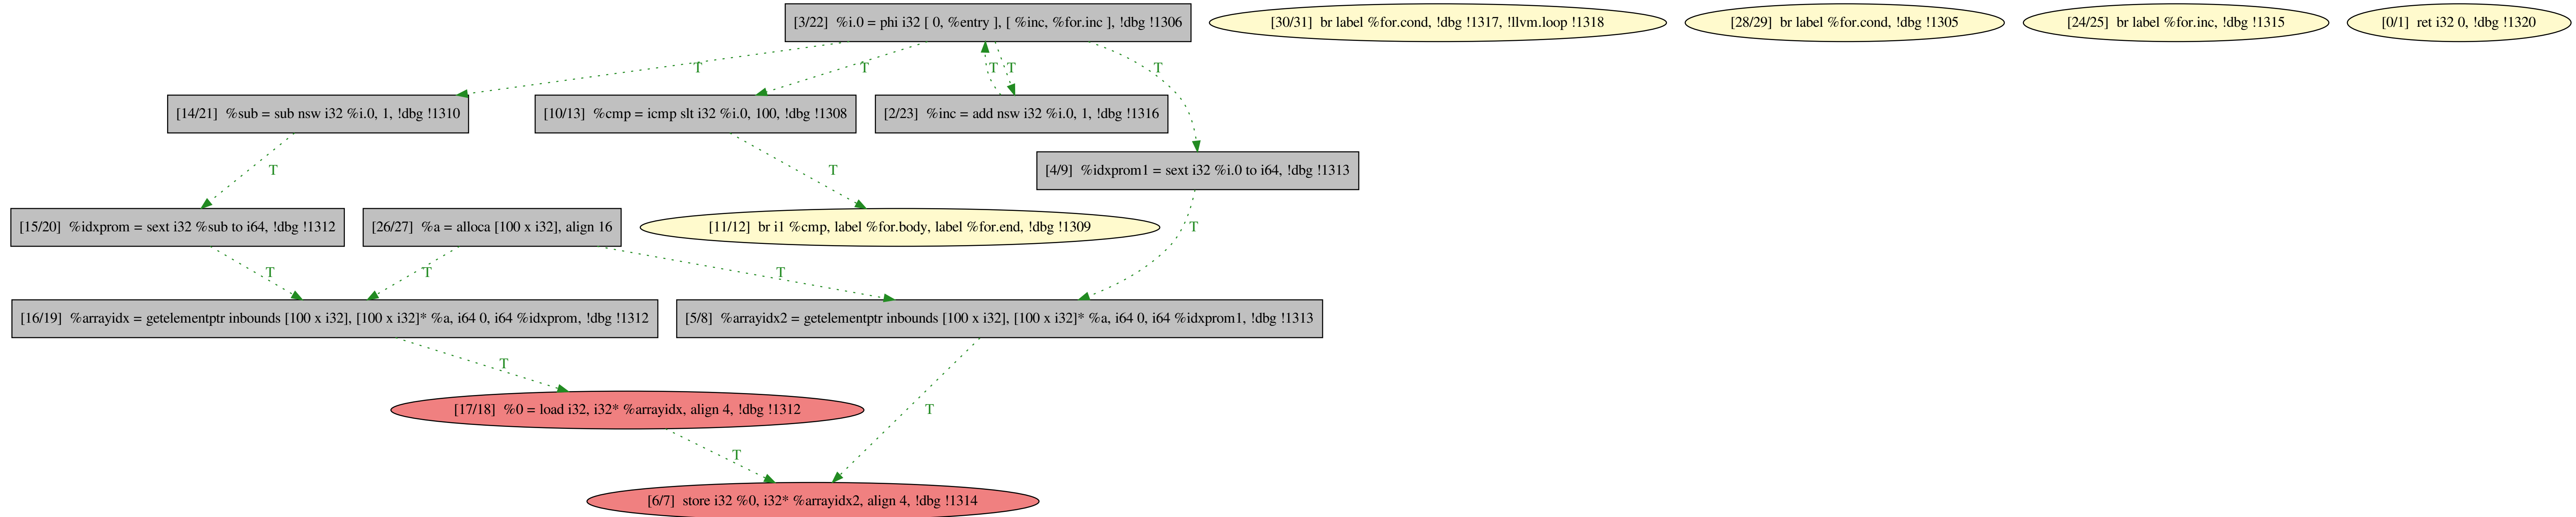 [3/22]  %i.0 = phi i32 [ 0, %entry ], [ %inc, %for.inc ], !dbg !1306
[30/31]  br label %for.cond, !dbg !1317, !llvm.loop !1318
[28/29]  br label %for.cond, !dbg !1305
[24/25]  br label %for.inc, !dbg !1315
[0/1]  ret i32 0, !dbg !1320
T
T
T
T
T
[14/21]  %sub = sub nsw i32 %i.0, 1, !dbg !1310
[10/13]  %cmp = icmp slt i32 %i.0, 100, !dbg !1308
[2/23]  %inc = add nsw i32 %i.0, 1, !dbg !1316
T
T
[4/9]  %idxprom1 = sext i32 %i.0 to i64, !dbg !1313
[15/20]  %idxprom = sext i32 %sub to i64, !dbg !1312
[26/27]  %a = alloca [100 x i32], align 16
[11/12]  br i1 %cmp, label %for.body, label %for.end, !dbg !1309
T
T
T
T
[16/19]  %arrayidx = getelementptr inbounds [100 x i32], [100 x i32]* %a, i64 0, i64 %idxprom, !dbg !1312
[5/8]  %arrayidx2 = getelementptr inbounds [100 x i32], [100 x i32]* %a, i64 0, i64 %idxprom1, !dbg !1313
T
[17/18]  %0 = load i32, i32* %arrayidx, align 4, !dbg !1312
T
T
[6/7]  store i32 %0, i32* %arrayidx2, align 4, !dbg !1314